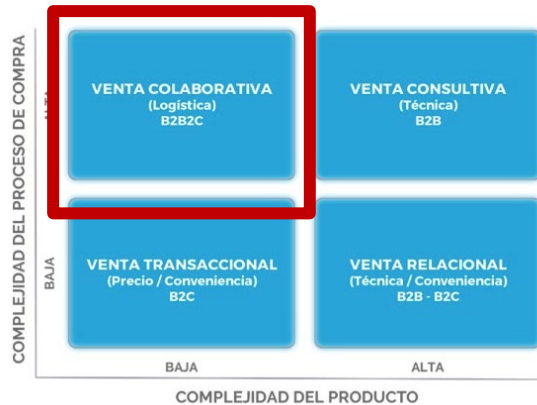 COMPLEJIDAD DEL PROCESO DE COMPRA
ALTA
VENTA COLABORATIVA
(Logística)
B2B2C
VENTA CONSULTIVA
(Técnica)
B2B
BAJA
VENTA TRANSACCIONAL
(Precio / Conveniencia)
B2C
VENTA RELACIONAL
(Técnica / Conveniencia)
B2B - B2C
BAJA
ALTA
COMPLEJIDAD DEL PRODUCTO